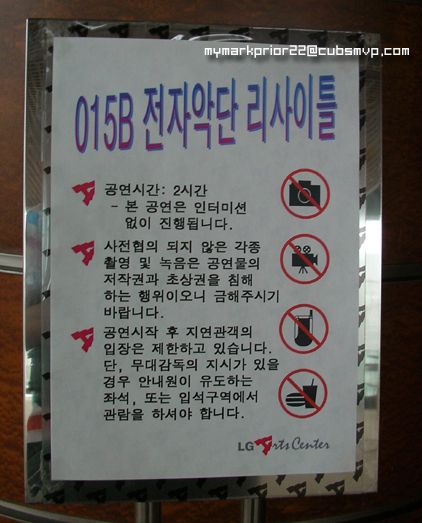 mymarkprior22@cubsmvp.com
015B 전자악단 리사이틀
공연시간: 2시간
- 본 공연은 인터미션
없이 진행됩니다.
사전협의 되지 않은 각종
촬영 및 녹음은 공연물의
저작권과 초상권을 침해
하는 행위이오니 금해주시기
바랍니다.
공연시작 후 지연관객의
입장은 제한하고 있습니다.
단, 무대감독의 지시가 있을
경우 안내원이 유도하는
좌석, 또는 입석구역에서
관람을 하셔야 합니다.
LG Arts Center